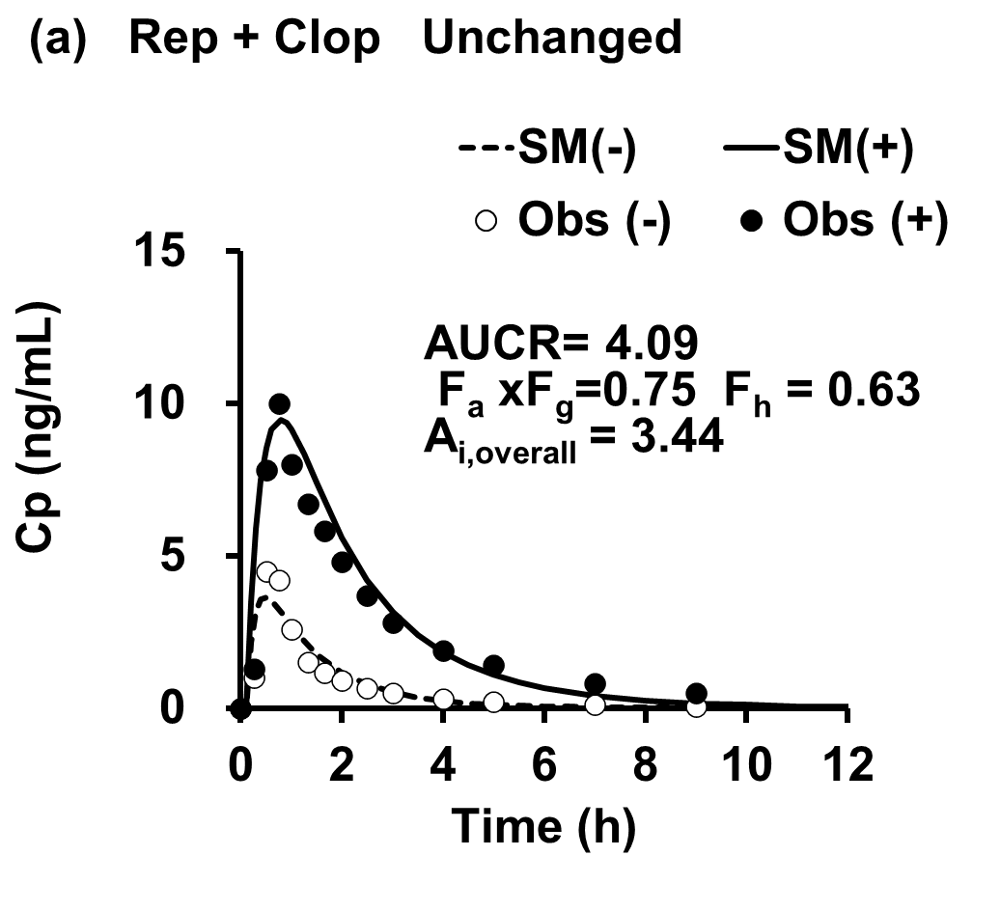 (a) Rep + Clop Unchanged
SM(-) SM(+)
Obs (-) Obs (+)
15
10
5
0
Cp (ng/mL)
AUCR= 4.09
Fa xFg=0.75 Fh = 0.63
Ai,overall = 3.44
0 2 4 6 8 10 12
Time (h)